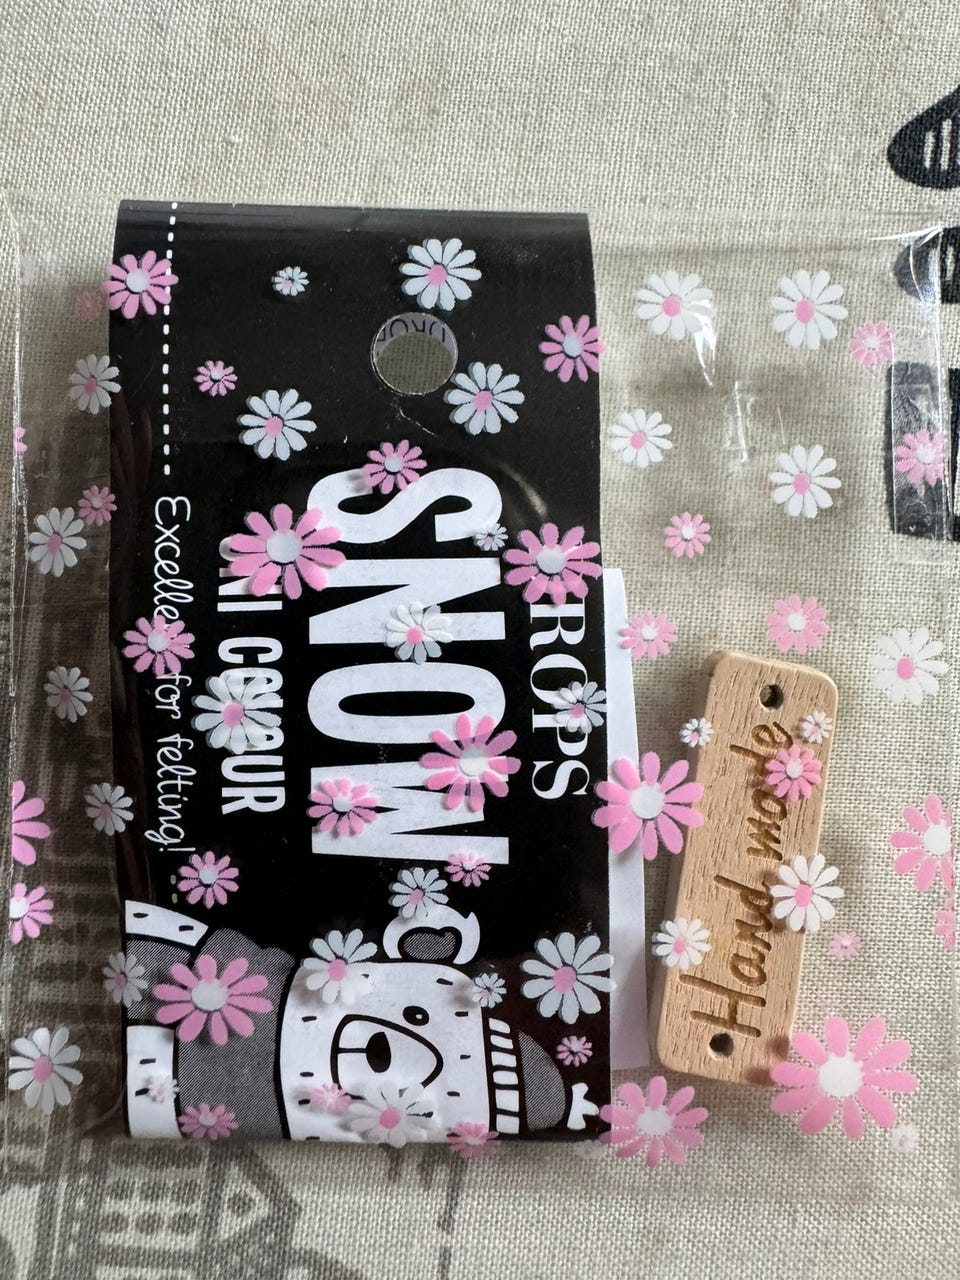 DROPS
SNOW
UNI COLOUR
Excellent for felting!
Hand made